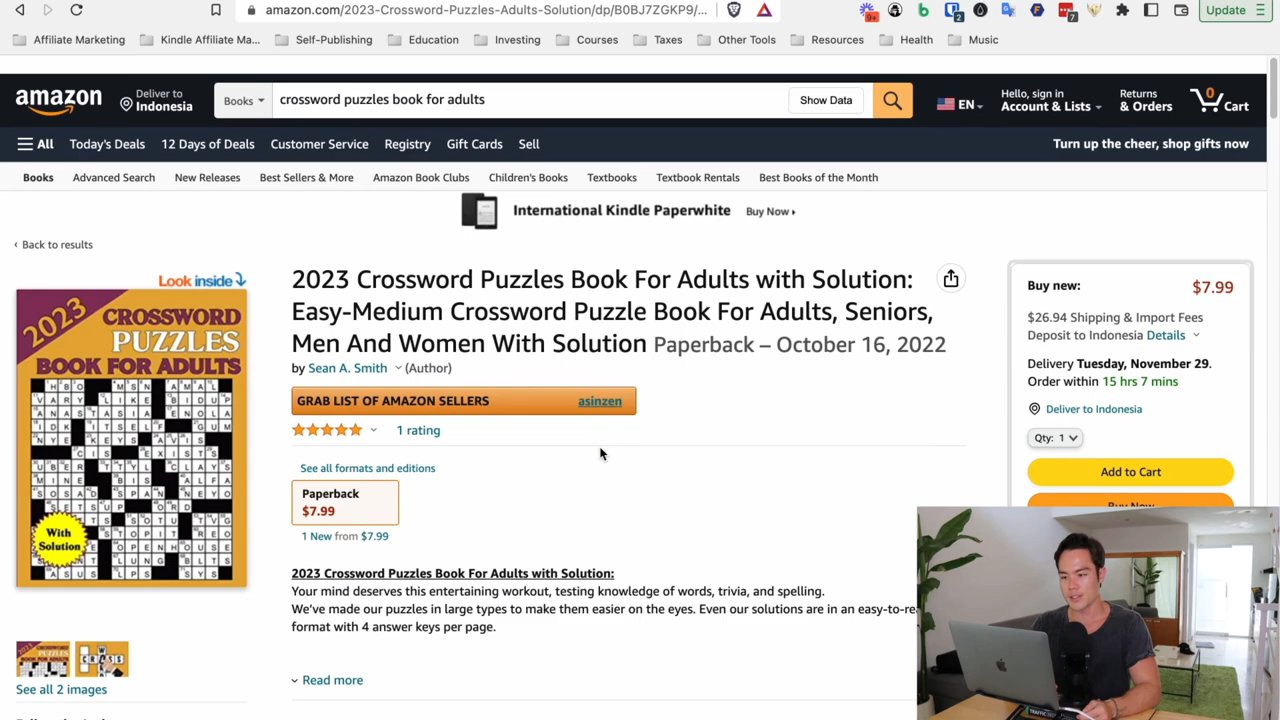 amazon.com/2023-Crossword-Puzzles-Adults-Solution/dp/B0BJ7ZGKP9/...
9+
2
7
Update
Affiliate Marketing
Kindle Affiliate Ma...
Self-Publishing
Education
Investing
Courses
Taxes
Other Tools
Resources
Health
Music
amazon
Deliver to
Indonesia
Books
crossword puzzles book for adults
Show Data
EN
Hello, sign in
Account & Lists
Returns
& Orders
0
Cart
All
Today's Deals
12 Days of Deals
Customer Service
Registry
Gift Cards
Sell
Turn up the cheer, shop gifts now
Books
Advanced Search
New Releases
Best Sellers & More
Amazon Book Clubs
Children's Books
Textbooks
Textbook Rentals
Best Books of the Month
International Kindle Paperwhite
Buy Now ›
‹ Back to results
Look inside
2023
CROSSWORD
PUZZLES
BOOK FOR ADULTS
With
Solution
See all 2 images
2023 Crossword Puzzles Book For Adults with Solution:
Easy-Medium Crossword Puzzle Book For Adults, Seniors,
Men And Women With Solution Paperback – October 16, 2022
by Sean A. Smith (Author)
GRAB LIST OF AMAZON SELLERS
asinzen
1 rating
See all formats and editions
Paperback
$7.99
1 New from $7.99
2023 Crossword Puzzles Book For Adults with Solution:
Your mind deserves this entertaining workout, testing knowledge of words, trivia, and spelling.
We've made our puzzles in large types to make them easier on the eyes. Even our solutions are in an easy-to-re
format with 4 answer keys per page.
Read more
Buy new:
$7.99
$26.94 Shipping & Import Fees
Deposit to Indonesia Details
Delivery Tuesday, November 29.
Order within 15 hrs 7 mins
Deliver to Indonesia
Qty: 1
Add to Cart
Buy Now